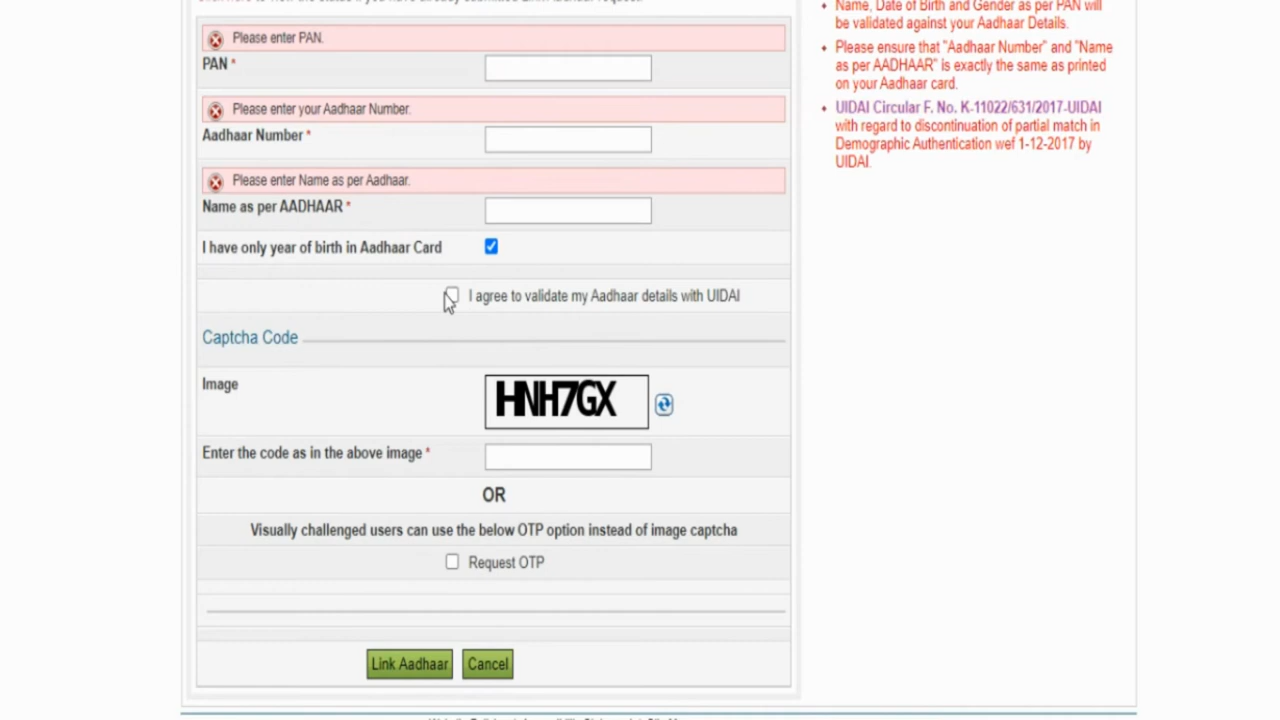 Please enter PAN.
PAN *
Please enter your Aadhaar Number.
Aadhaar Number *
Please enter Name as per Aadhaar.
Name as per AADHAAR *
I have only year of birth in Aadhaar Card
I agree to validate my Aadhaar details with UIDAI
Captcha Code
Image
HNH7GX
Enter the code as in the above image *
OR
Visually challenged users can use the below OTP option instead of image captcha
Request OTP
Link Aadhaar
Cancel
Name, Date of Birth and Gender as per PAN will
be validated against your Aadhaar Details.
Please ensure that "Aadhaar Number" and "Name
as per AADHAAR" is exactly the same as printed
on your Aadhaar card.
UIDAI Circular F. No. K-11022/631/2017-UIDAI
with regard to discontinuation of partial match in
Demographic Authentication wef 1-12-2017 by
UIDAI.